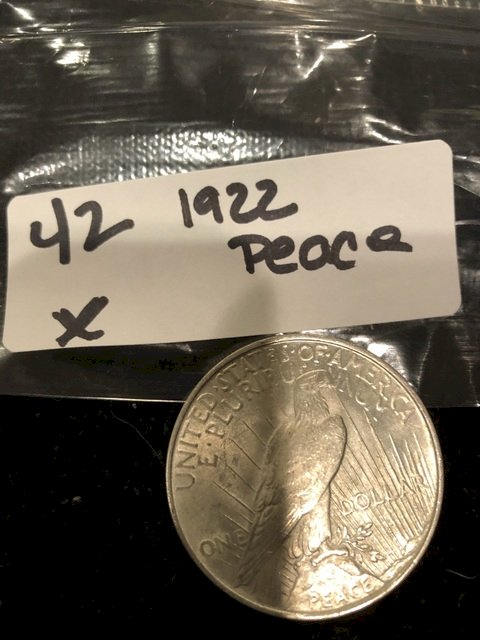 42 1922
Peace
X
UNITED STATES OF AMERICA
E·PLURIBUS UNUM
ONE DOLLAR
PEACE